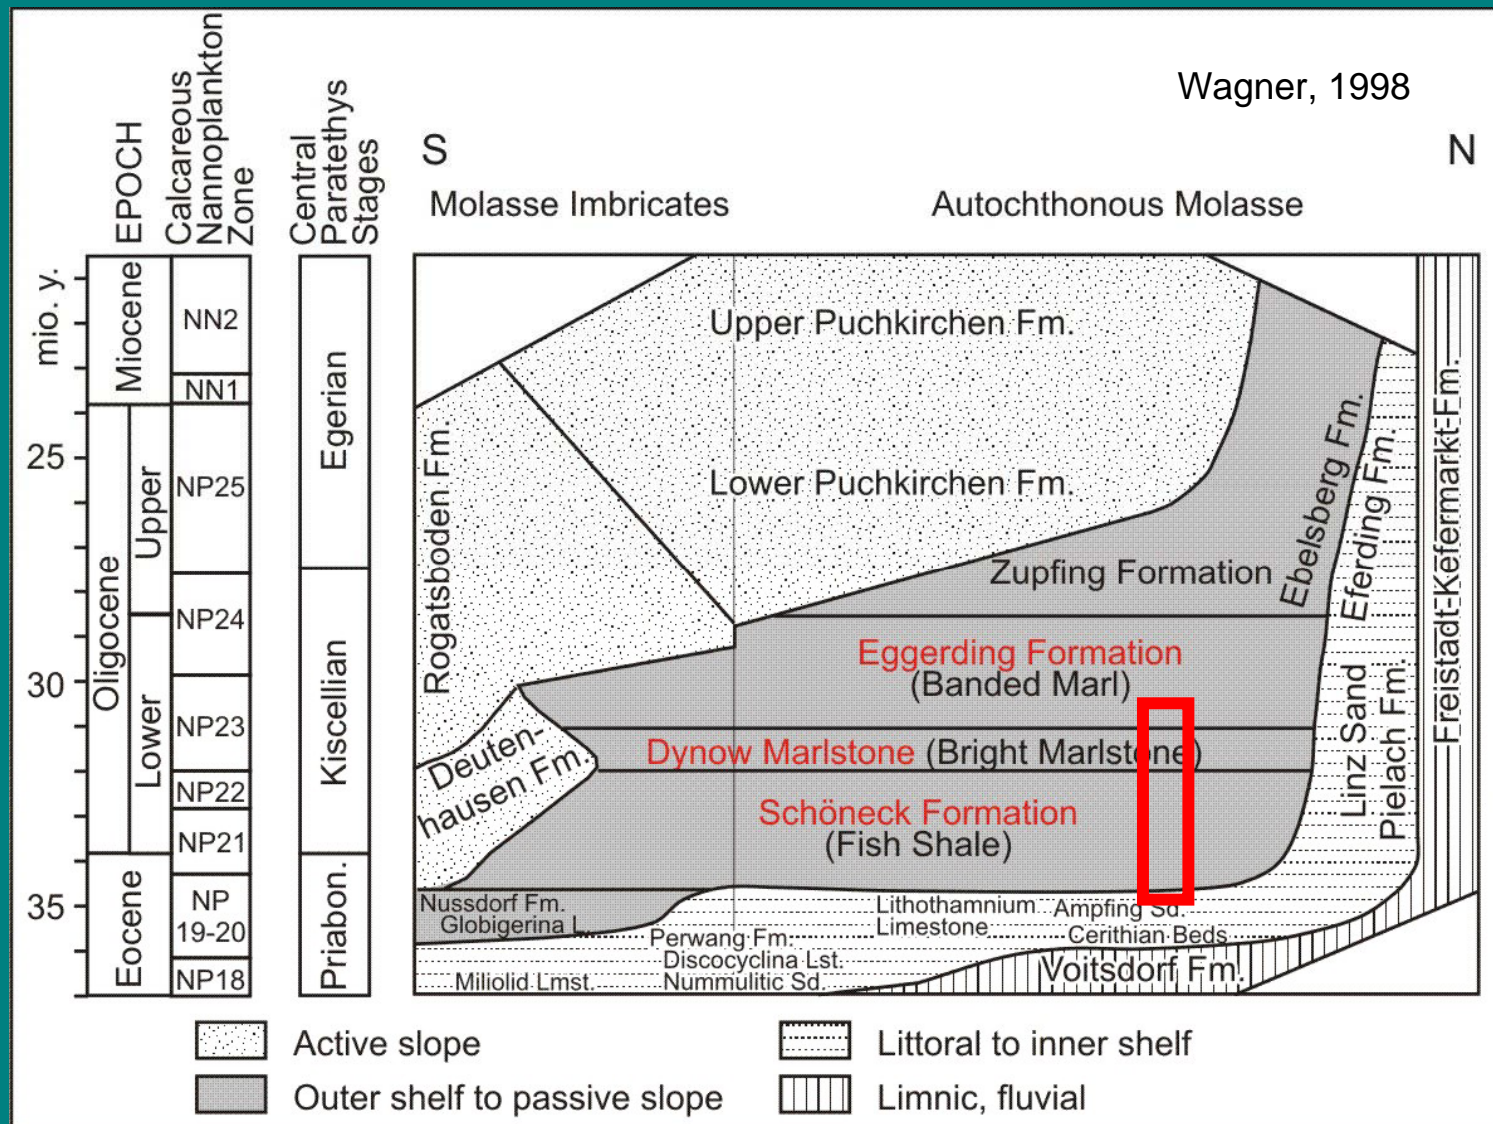 Wagner, 1998
EPOCH
Calcareous
Nannoplankton
Zone
Central
Paratethys
Stages
S
N
Molasse Imbricates
Autochthonous Molasse
mio. y.
25
30
35
Miocene
Oligocene
Upper
Lower
Eocene
NN2
NN1
NP25
NP24
NP23
NP22
NP21
NP
19-20
NP18
Egerian
Kiscellian
Priabon.
Upper Puchkirchen Fm.
Lower Puchkirchen Fm.
Rogatsboden Fm.
Zupfing Formation
Ebelsberg Fm.
Eferding Fm.
Freistadt-Kefermarkt-Fm.
Eggerding Formation
(Banded Marl)
Linz Sand
Pielach Fm.
Deuten-
hausen Fm.
Dynow Marlstone (Bright Marlstone)
Schöneck Formation
(Fish Shale)
Nussdorf Fm.
Globigerina L.
Lithothamnium
Limestone
Ampfing Sd.
Cerithian Beds
Perwang Fm.
Discocyclina Lst.
Nummulitic Sd.
Miliolid Lmst.
Voitsdorf Fm.
Active slope
Outer shelf to passive slope
Littoral to inner shelf
Limnic, fluvial